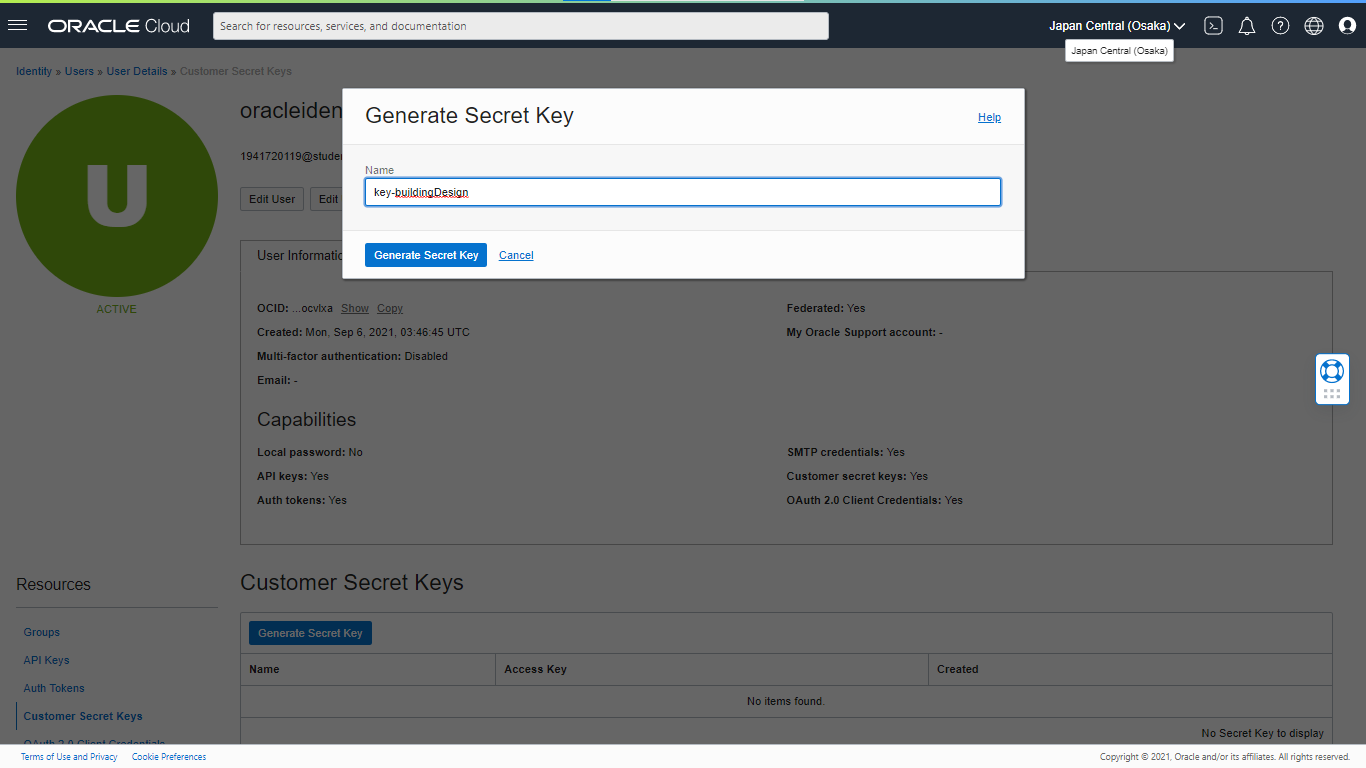 ORACLE Cloud
Search for resources, services, and documentation
Japan Central (Osaka)
Japan Central (Osaka)
Identity » Users » User Details » Customer Secret Keys
U
ACTIVE
oracleiden
1941720119@stude
Edit User
Edit
Generate Secret Key
Help
Name
key-buildingDesign
Generate Secret Key
Cancel
User Informatic
OCID: ...ocvlxa Show Copy
Created: Mon, Sep 6, 2021, 03:46:45 UTC
Multi-factor authentication: Disabled
Email: -
Federated: Yes
My Oracle Support account: -
Capabilities
Local password: No
API keys: Yes
Auth tokens: Yes
SMTP credentials: Yes
Customer secret keys: Yes
OAuth 2.0 Client Credentials: Yes
Resources
Groups
API Keys
Auth Tokens
Customer Secret Keys
OAuth 2.0 Client Credentials
Customer Secret Keys
Generate Secret Key
Name Access Key Created
No items found.
No Secret Key to display
Terms of Use and Privacy Cookie Preferences
Copyright © 2021, Oracle and/or its affiliates. All rights reserved.